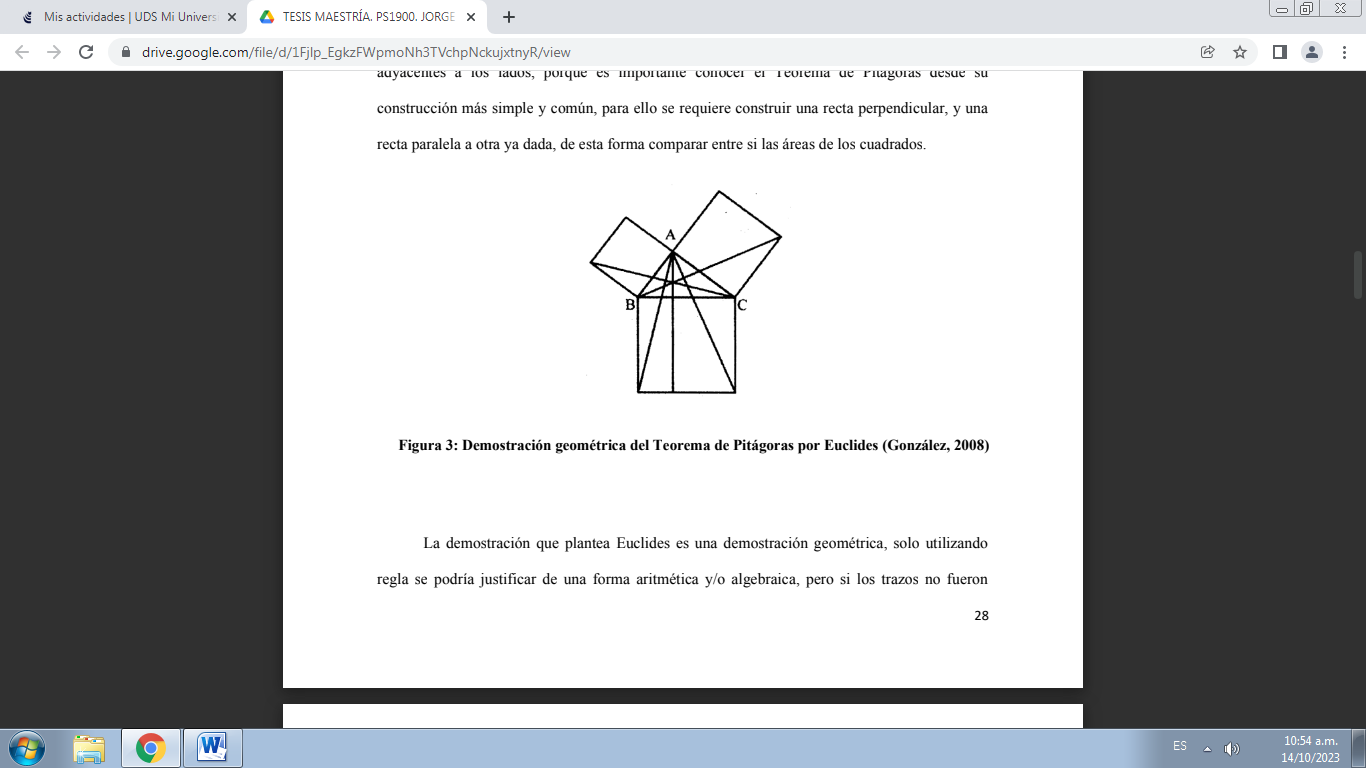 Mis actividades | UDS Mi Univers
TESIS MAESTRÍA. PS1900. JORGE
drive.google.com/file/d/1Fjlp_EgkzFWpmoNh3TVchpNckujxtnyR/view
adyacentes a los lados, porque es importante conocer el Teorema de Pitágoras desde su
construcción más simple y común, para ello se requiere construir una recta perpendicular, y una
recta paralela a otra ya dada, de esta forma comparar entre si las áreas de los cuadrados.
A
B
C
Figura 3: Demostración geométrica del Teorema de Pitágoras por Euclides (González, 2008)
La demostración que plantea Euclides es una demostración geométrica, solo utilizando
regla se podría justificar de una forma aritmética y/o algebraica, pero si los trazos no fueron
28
ES
10:54 a.m.
14/10/2023